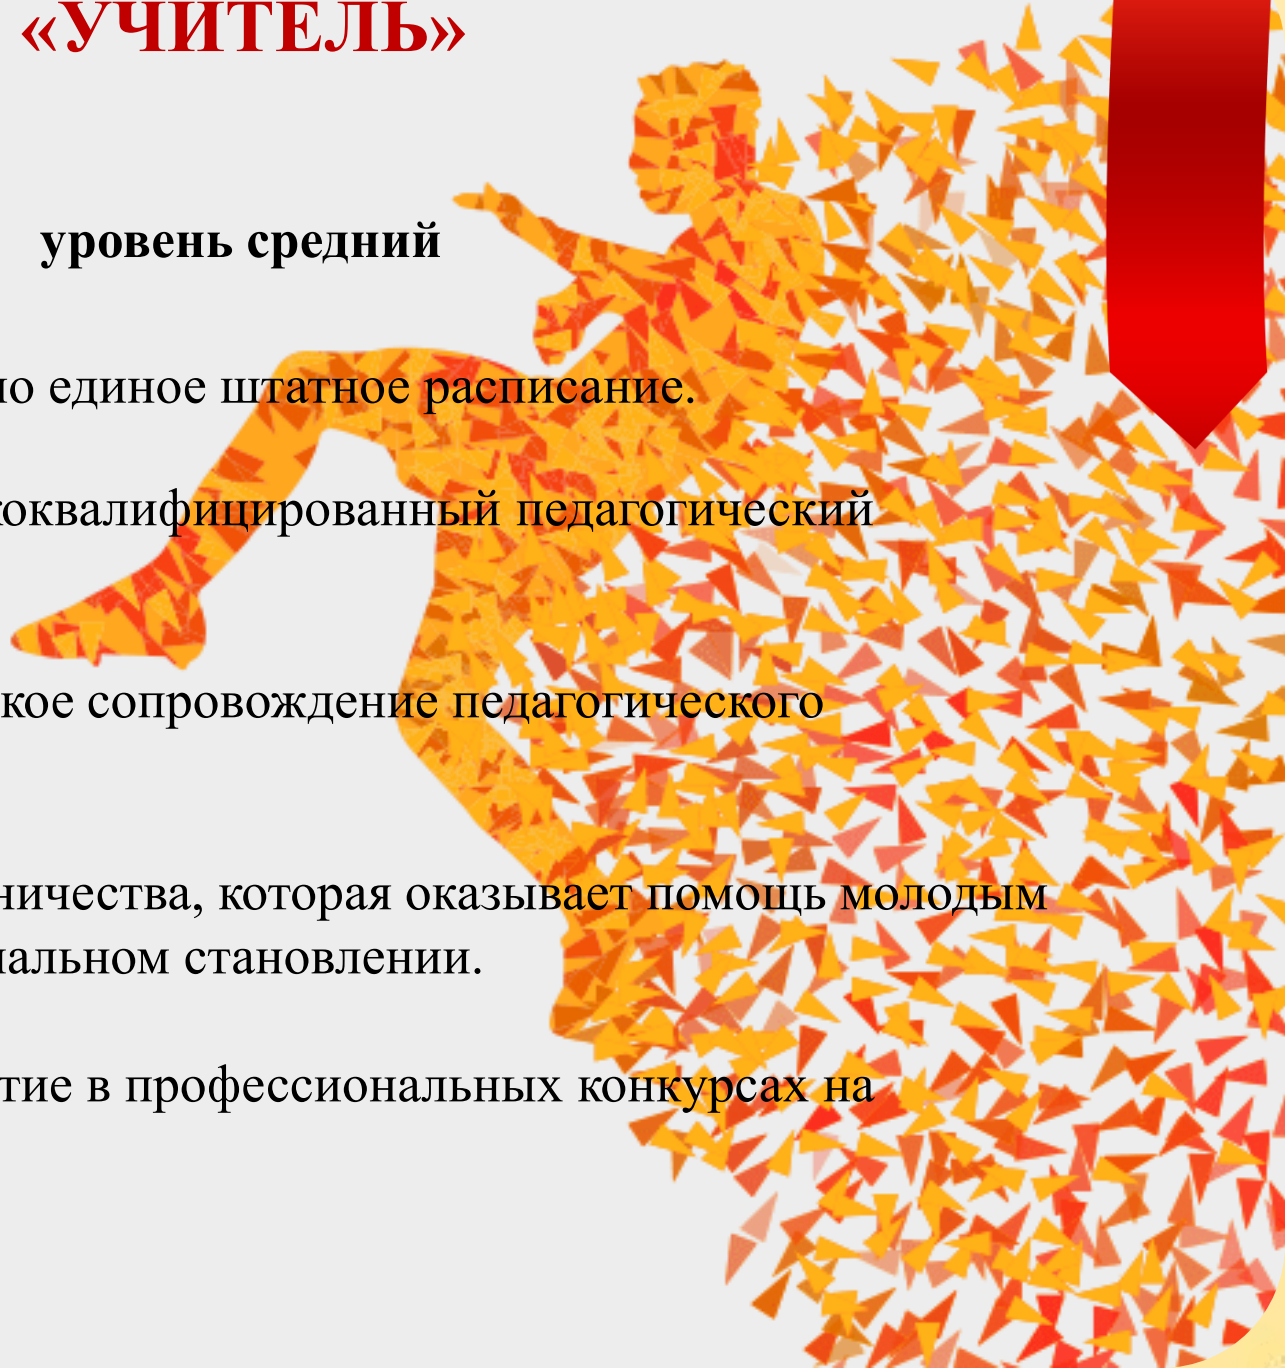 «УЧИТЕЛЬ»
уровень средний
но единое штатное расписание.
коквалифицированный педагогический
кое сопровождение педагогического
ничества, которая оказывает помощь молодым
нальном становлении.
тие в профессиональных конкурсах на